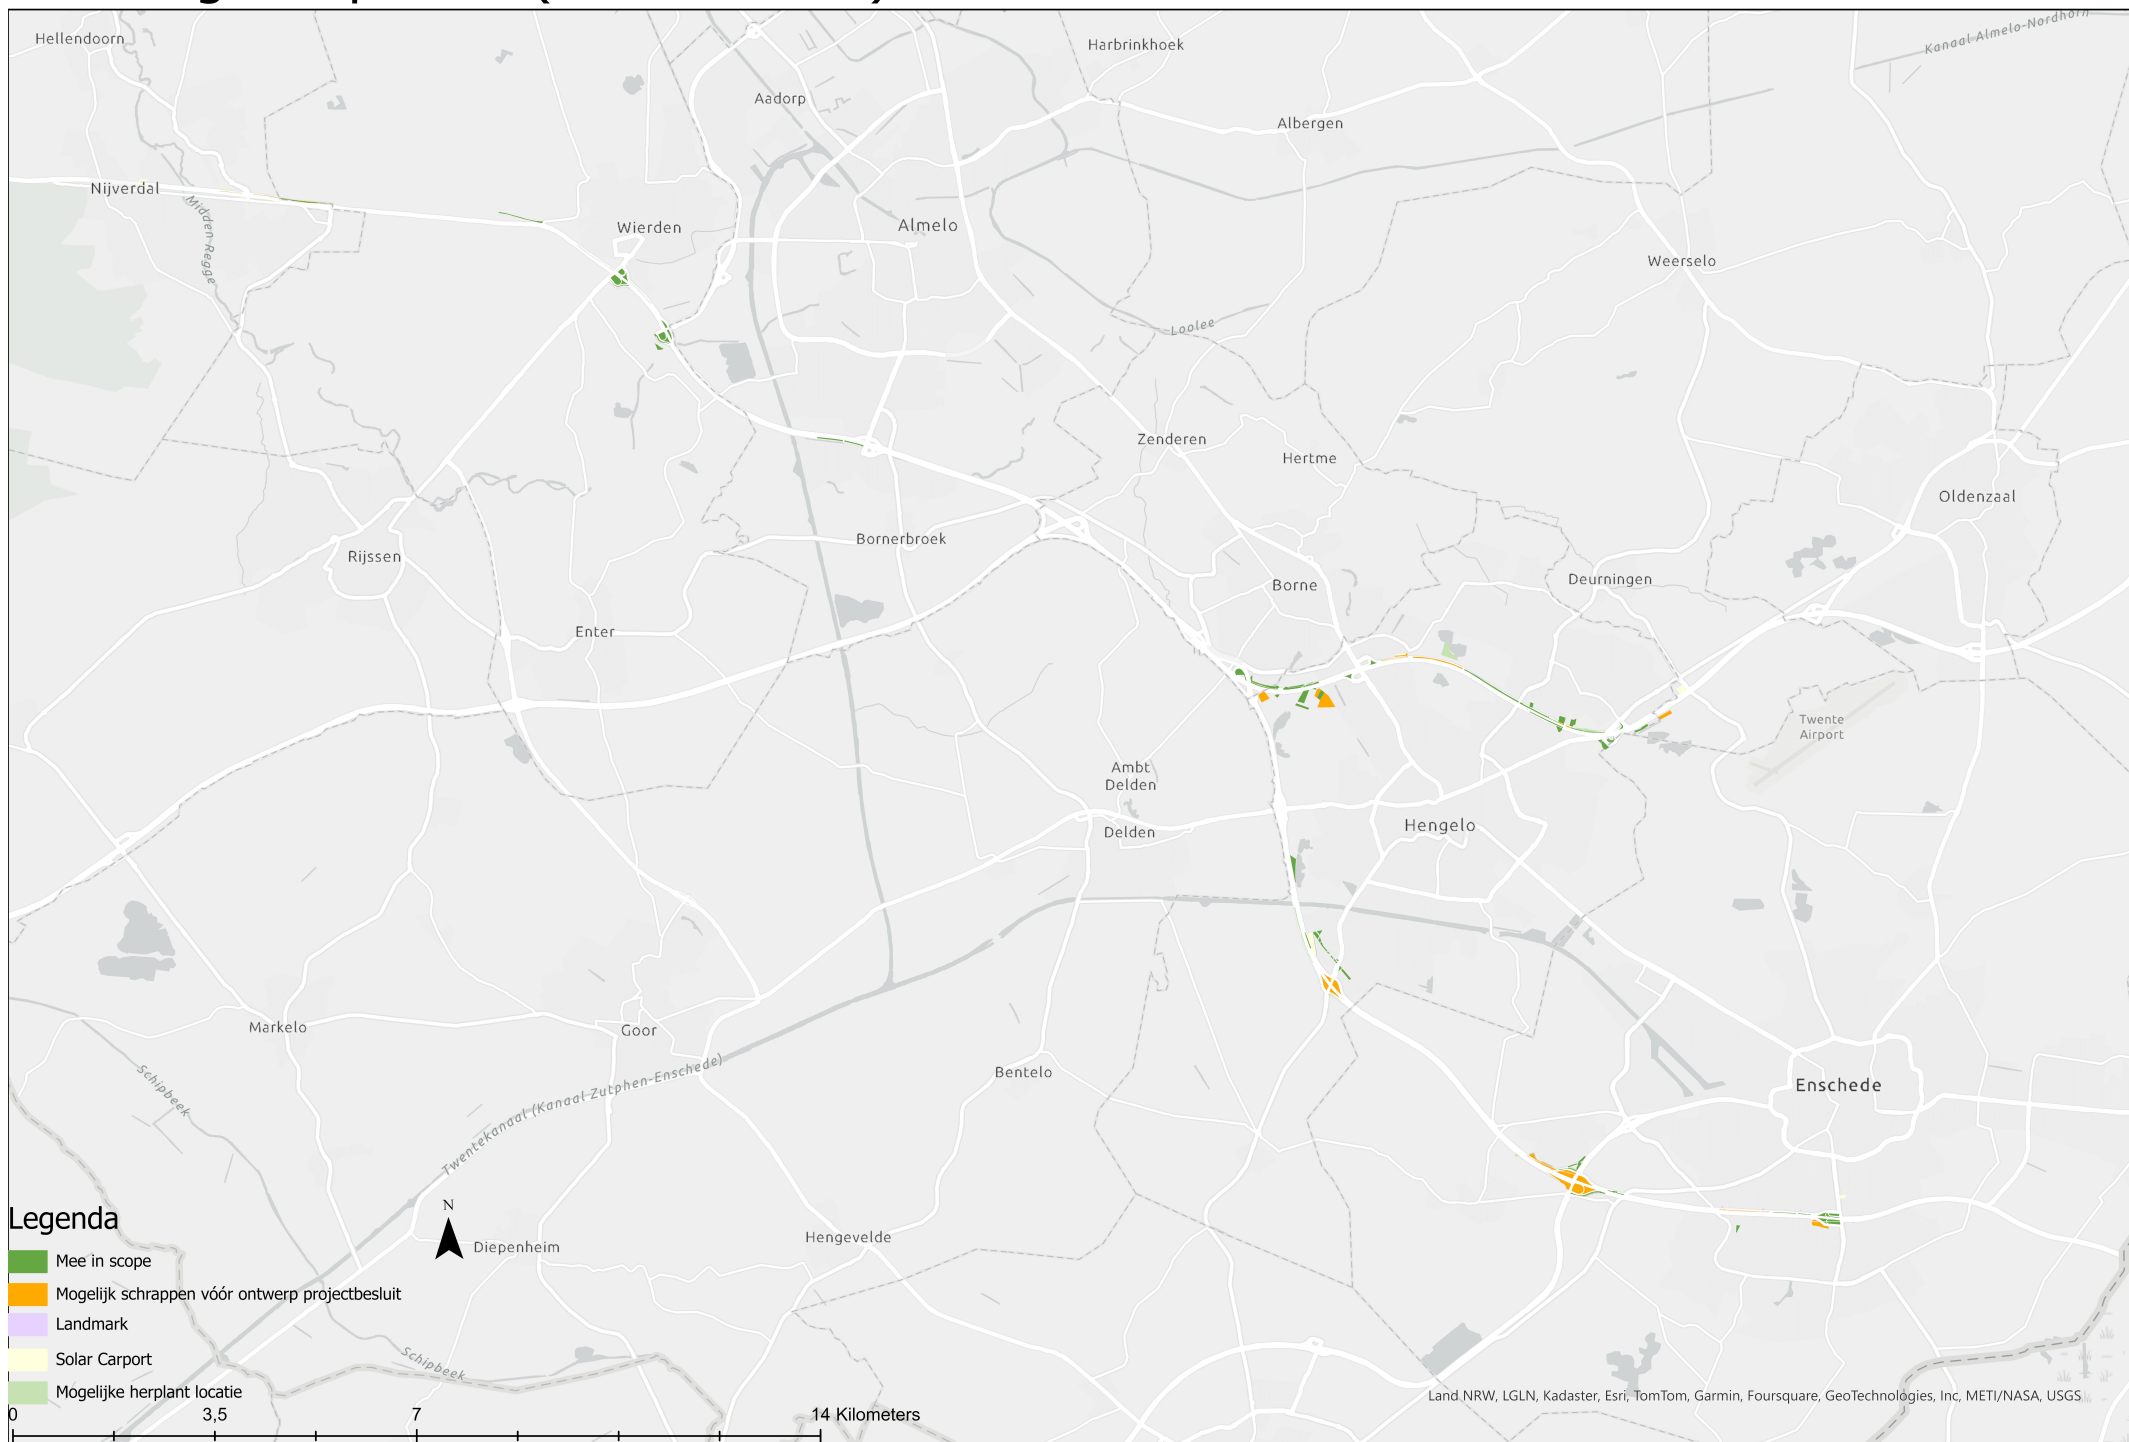 Hellendoorn
Harbrinkhoek
Kanaal Almelo-Nordhorn
Aadorp
Albergen
Nijverdal
Midden Regge
Wierden
Almelo
Weerselo
Loolee
Zenderen
Hertme
Oldenzaal
Rijssen
Bornerbroek
Borne
Deurningen
Enter
Twente
Airport
Ambt
Delden
Delden
Hengelo
Markelo
Goor
Schipbeek
Twentekanaal (Kanaal Zutphen-Enschede)
Bentelo
Enschede
N
Diepenheim
Hengevelde
Legenda
Mee in scope
Mogelijk schrappen vóór ontwerp projectbesluit
Landmark
Solar Carport
Mogelijke herplant locatie
Schipbeek
0 3,5 7 14 Kilometers
Land NRW, LGLN, Kadaster, Esri, TomTom, Garmin, Foursquare, GeoTechnologies, Inc, METI/NASA, USGS